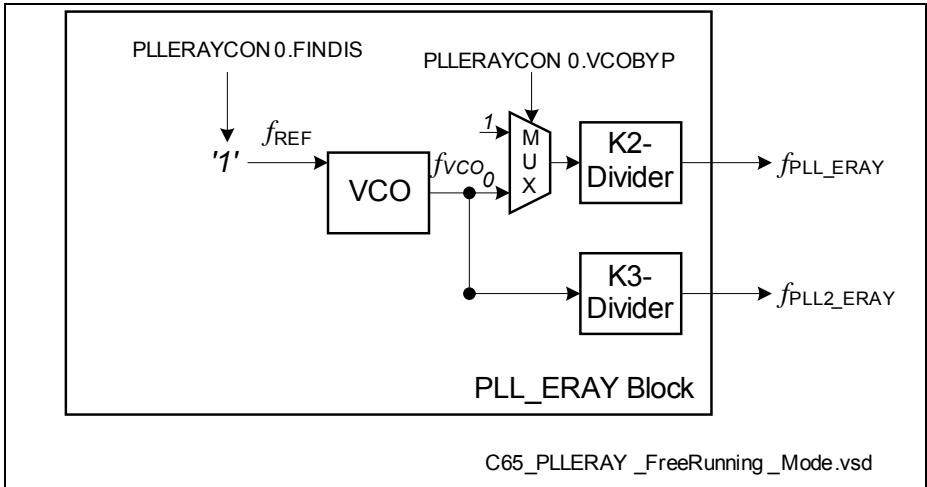 PLLERAYCON 0.FINDIS
PLLERAYCON 0.VCOBYP
'1'
fREF
VCO
fVCO
1
0
MUX
K2-
Divider
fPLL_ERAY
K3-
Divider
fPLL2_ERAY
PLL_ERAY Block
C65_PLLERAY _FreeRunning _Mode.vsd